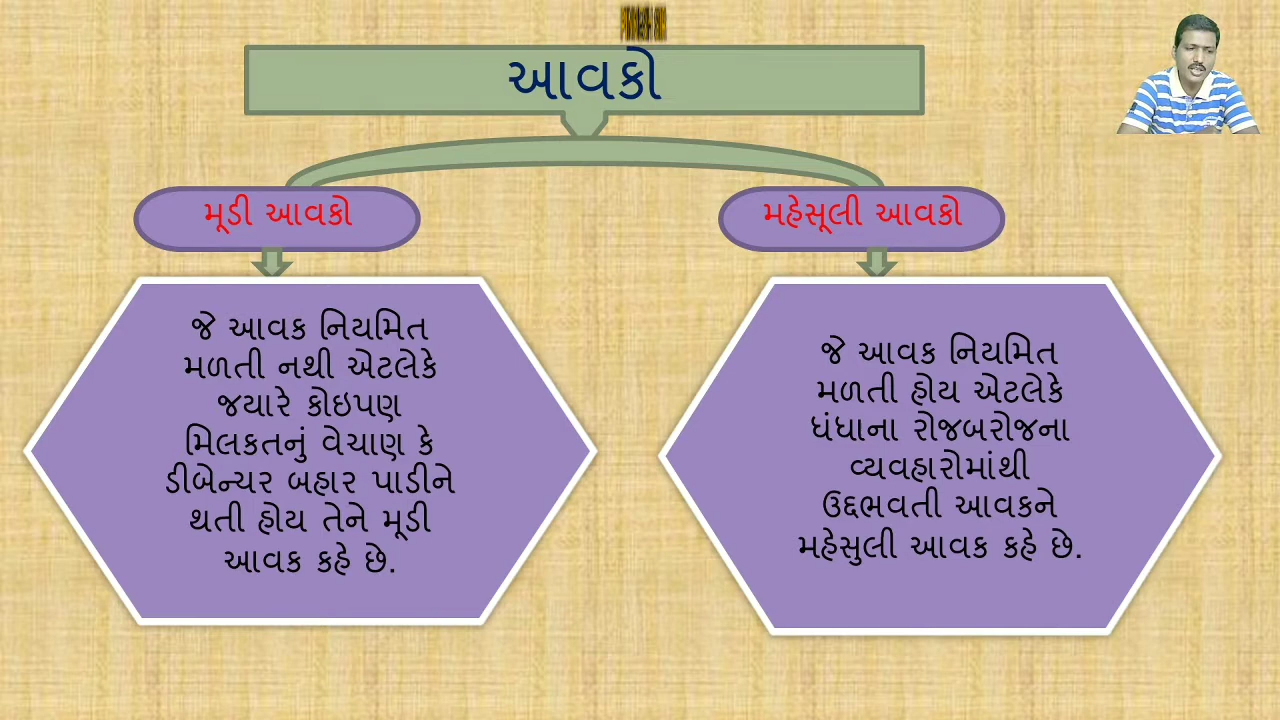 આવકો
મૂડી આવકો
જે આવક નિયમિત
મળતી નથી એટલેકે
જયારે કોઇપણ
મિલકતનું વેચાણ કે
ડીબેન્ચર બહાર પાડીને
થતી હોય તેને મૂડી
આવક કહે છે.
મહેસૂલી આવકો
જે આવક નિયમિત
મળતી હોય એટલેકે
ધંધાના રોજબરોજના
વ્યવહારોમાંથી
ઉદ્દભવતી આવકને
મહેસુલી આવક કહે છે.